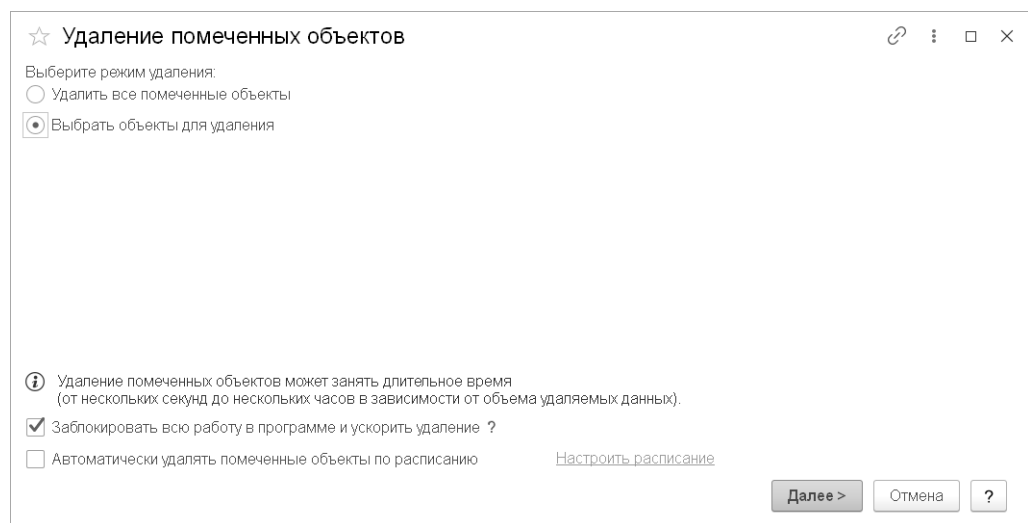 Удаление помеченных объектов
Выберите режим удаления:
Удалить все помеченные объекты
Выбрать объекты для удаления
Удаление помеченных объектов может занять длительное время
(от нескольких секунд до нескольких часов в зависимости от объема удаляемых данных).
Заблокировать всю работу в программе и ускорить удаление ?
Автоматически удалять помеченные объекты по расписанию Настроить расписание
Далее > Отмена ?